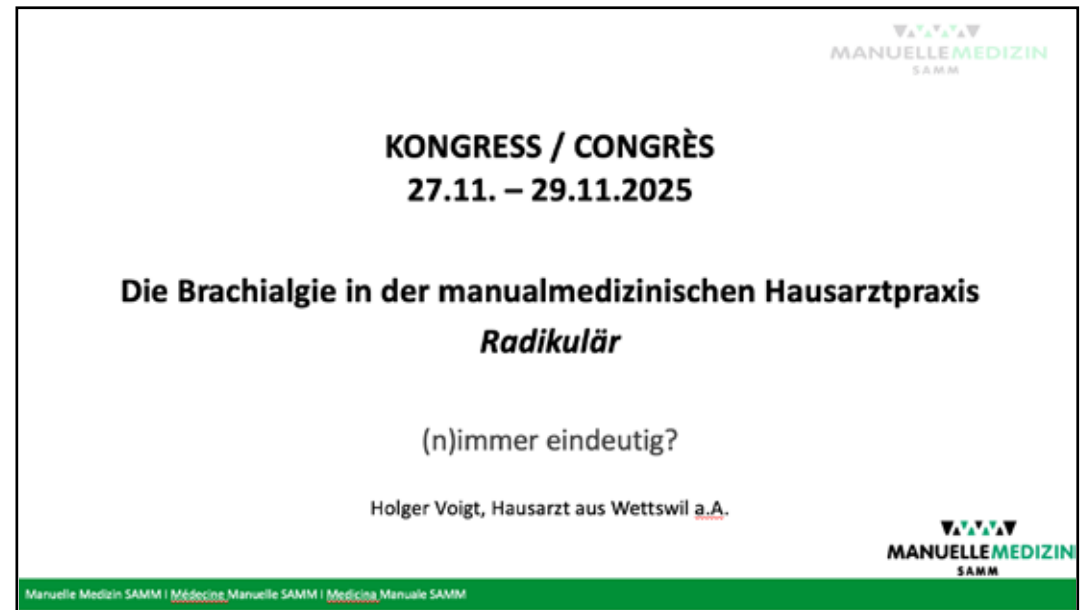 MANUELLEMEDIZIN
SAMM
KONGRESS / CONGRÈS
27.11. – 29.11.2025
Die Brachialgie in der manualmedizinischen Hausarztpraxis
Radikulär
(n)immer eindeutig?
Holger Voigt, Hausarzt aus Wettswil a.A.
MANUELLEMEDIZIN
SAMM
Manuelle Medizin SAMM I Médecine Manuelle SAMM I Medicina Manuale SAMM